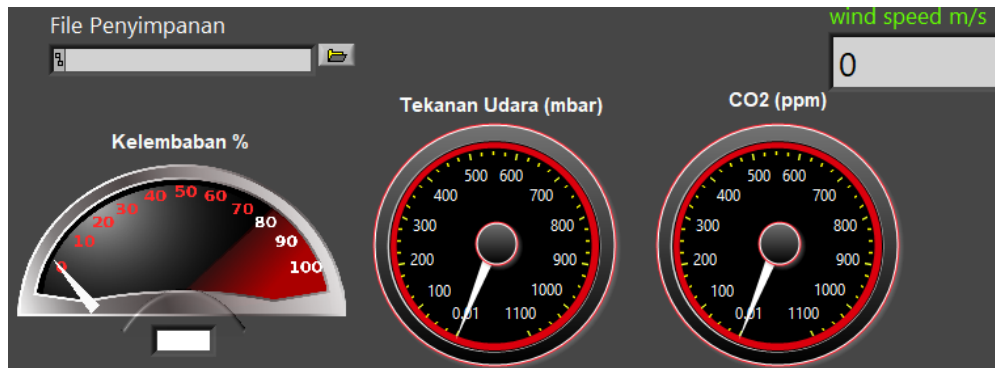 File Penyimpanan
wind speed m/s
0
Kelembaban %
0 10 20 30 40 50 60 70 80 90 100
Tekanan Udara (mbar)
0,01 100 200 300 400 500 600 700 800 900 1000 1100
CO2 (ppm)
0,01 100 200 300 400 500 600 700 800 900 1000 1100